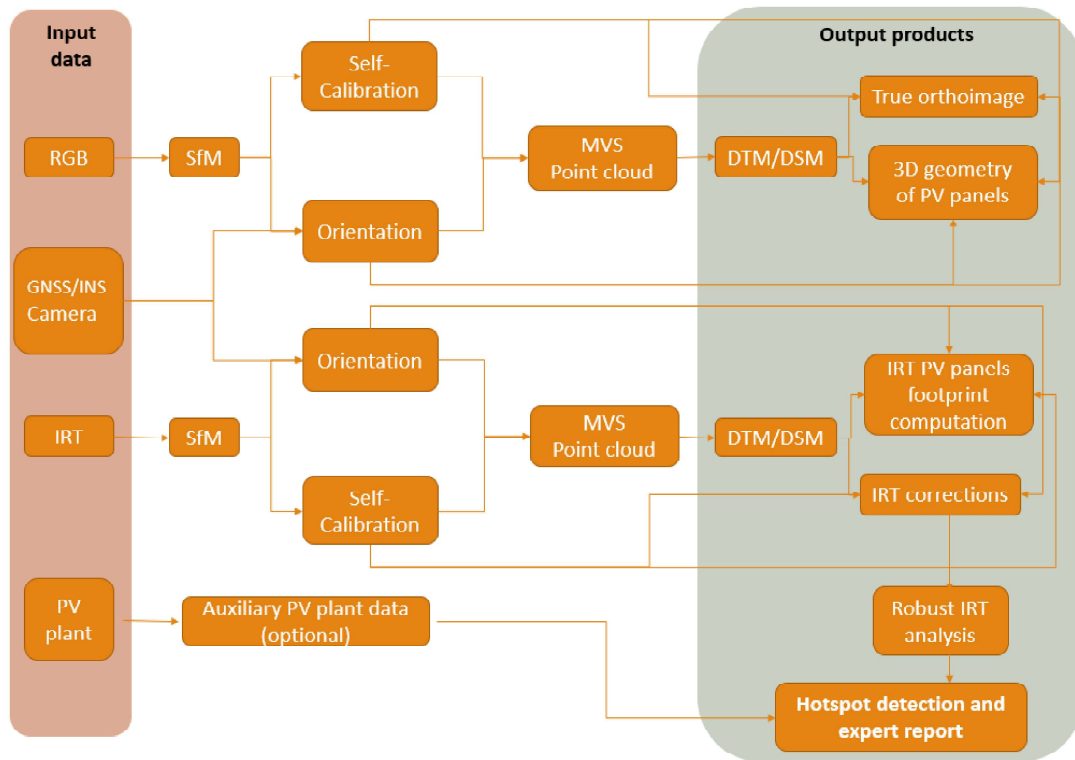 Input
data
Output products
Self-
Calibration
True orthoimage
RGB
SfM
MVS
Point cloud
DTM/DSM
3D geometry
of PV panels
Orientation
GNSS/INS
Camera
Orientation
IRT PV panels
footprint
computation
IRT
SfM
MVS
Point cloud
DTM/DSM
Self-
Calibration
IRT corrections
PV
plant
Auxiliary PV plant data
(optional)
Robust IRT
analysis
Hotspot detection and
expert report